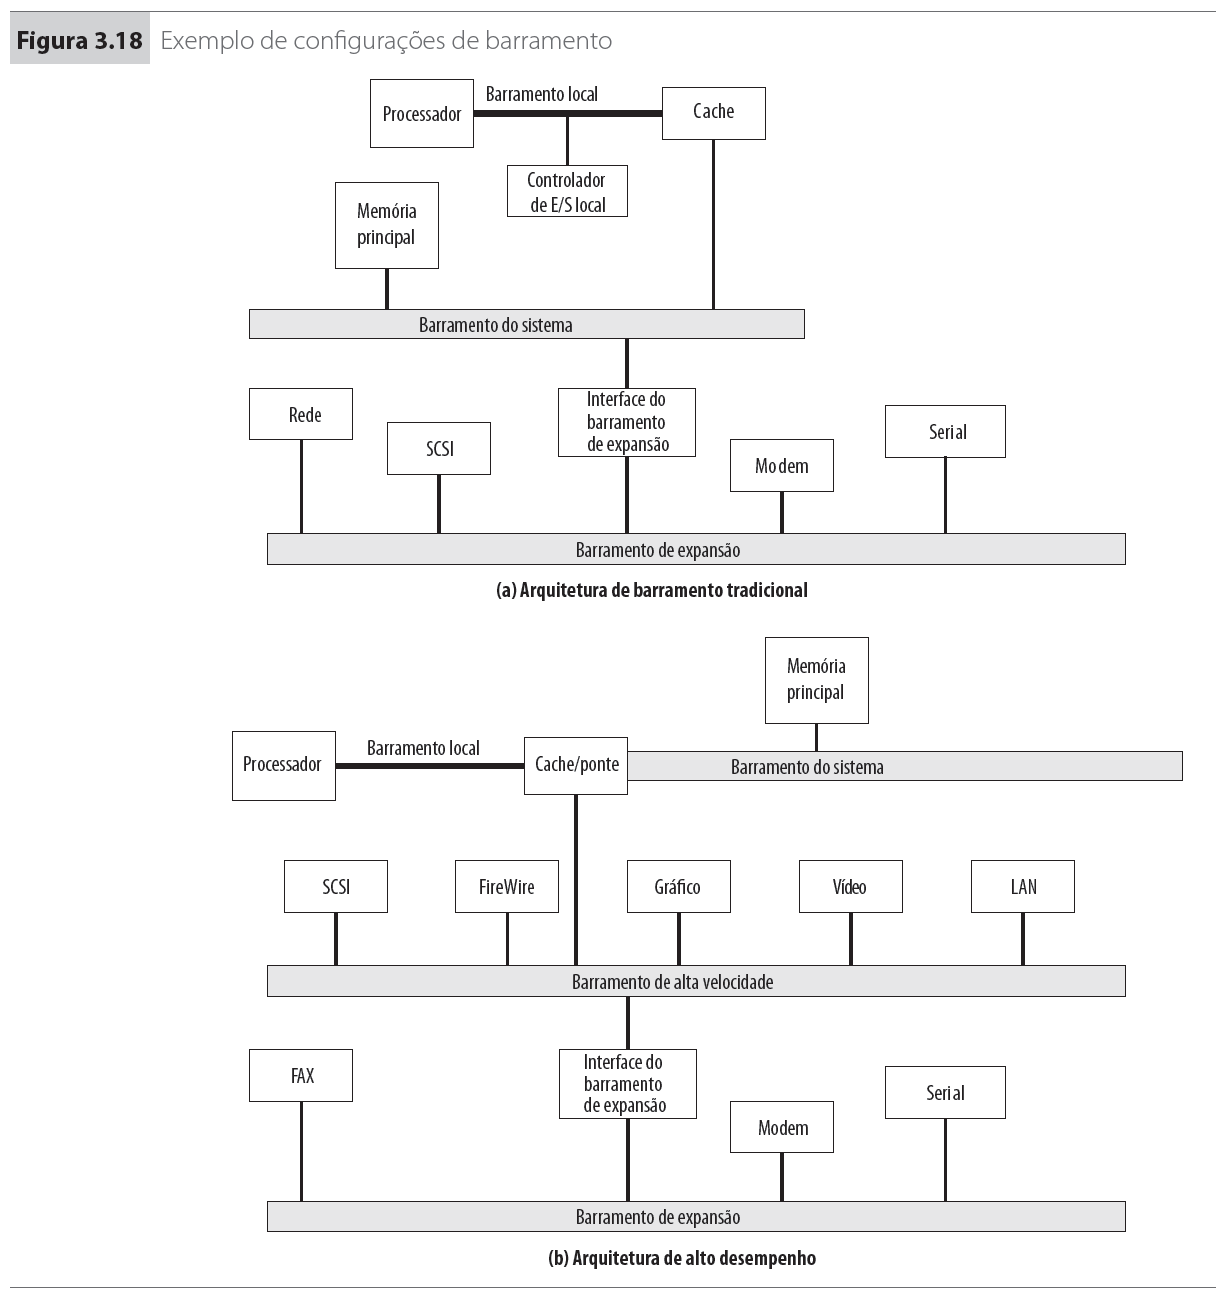 Figura 3.18 Exemplo de configurações de barramento
Processador
Barramento local
Cache
Controlador
de E/S local
Memória
principal
Barramento do sistema
Rede
SCSI
Interface do
barramento
de expansão
Modem
Serial
Barramento de expansão
(a) Arquitetura de barramento tradicional
Memória
principal
Processador
Barramento local
Cache/ponte
Barramento do sistema
SCSI
FireWire
Gráfico
Vídeo
LAN
Barramento de alta velocidade
FAX
Interface do
barramento
de expansão
Modem
Serial
Barramento de expansão
(b) Arquitetura de alto desempenho